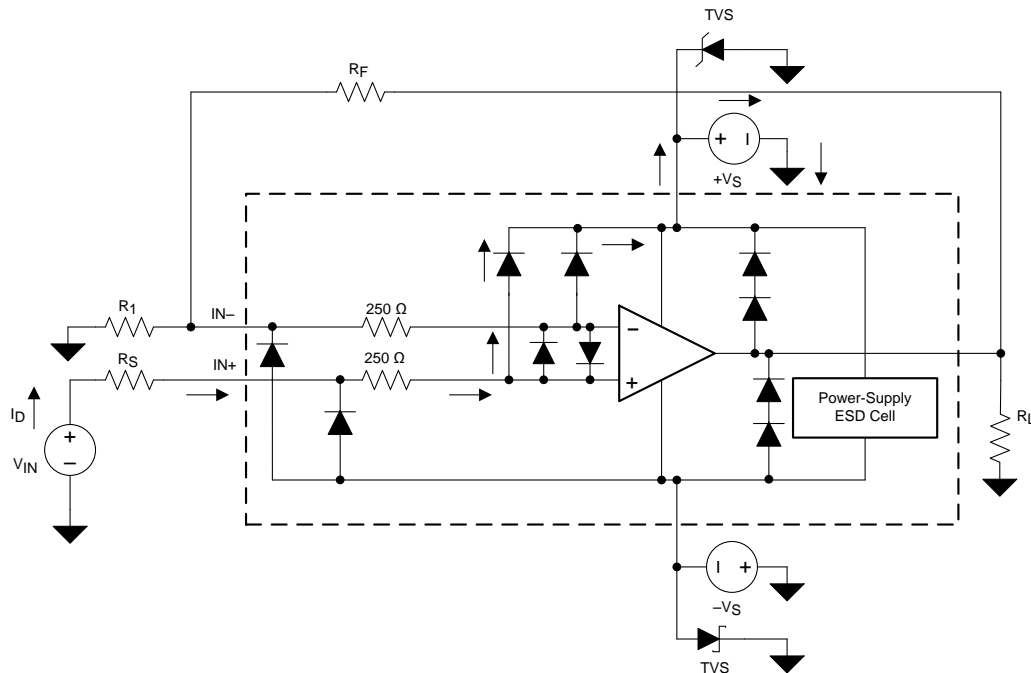 TVS
RF
+ –
+VS
R1
IN–
250 Ω
RS
IN+
250 Ω
–
+
ID
+
–
VIN
Power-Supply
ESD Cell
RL
– +
–VS
TVS